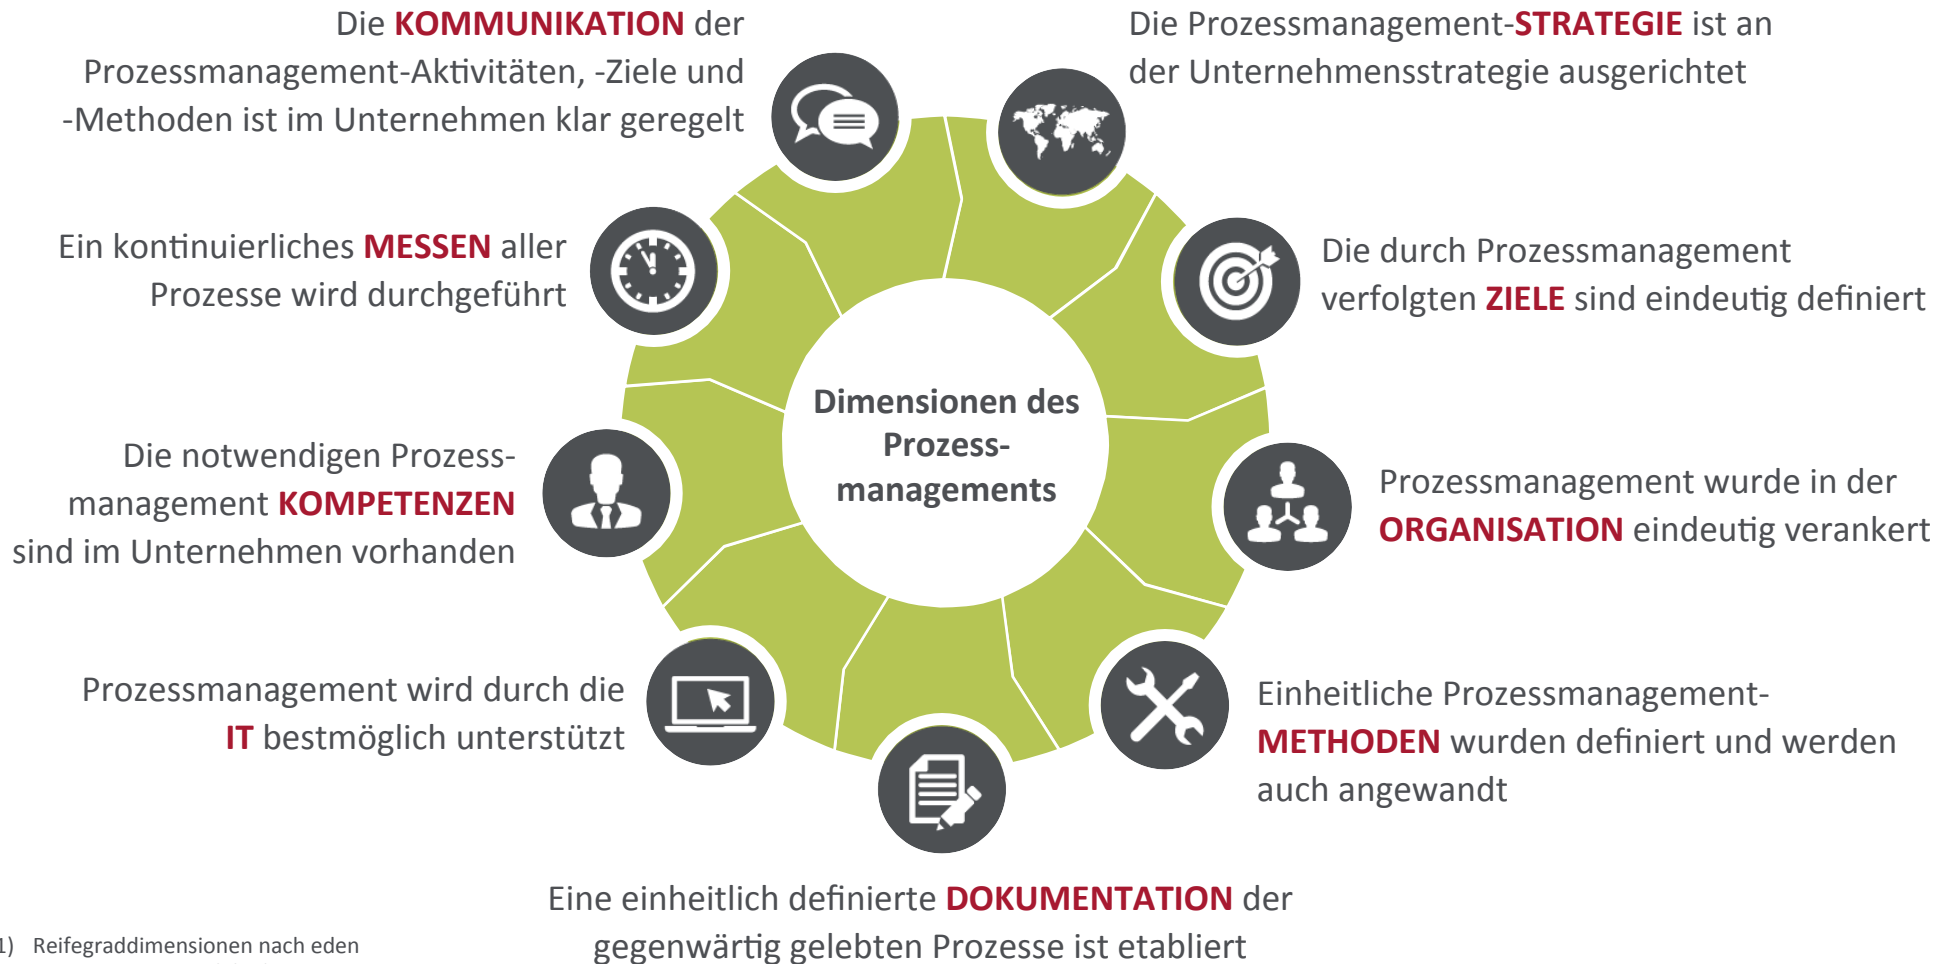 Die KOMMUNIKATION der
Prozessmanagement-Aktivitäten, -Ziele und
-Methoden ist im Unternehmen klar geregelt
Die Prozessmanagement-STRATEGIE ist an
der Unternehmensstrategie ausgerichtet
Ein kontinuierliches MESSEN aller
Prozesse wird durchgeführt
Die durch Prozessmanagement
verfolgten ZIELE sind eindeutig definiert
Dimensionen des
Prozess-
managements
Die notwendigen Prozess-
management KOMPETENZEN
sind im Unternehmen vorhanden
Prozessmanagement wurde in der
ORGANISATION eindeutig verankert
Prozessmanagement wird durch die
IT bestmöglich unterstützt
Einheitliche Prozessmanagement-
METHODEN wurden definiert und werden
auch angewandt
Eine einheitlich definierte DOKUMENTATION der
gegenwärtig gelebten Prozesse ist etabliert
1) Reifegraddimensionen nach eden